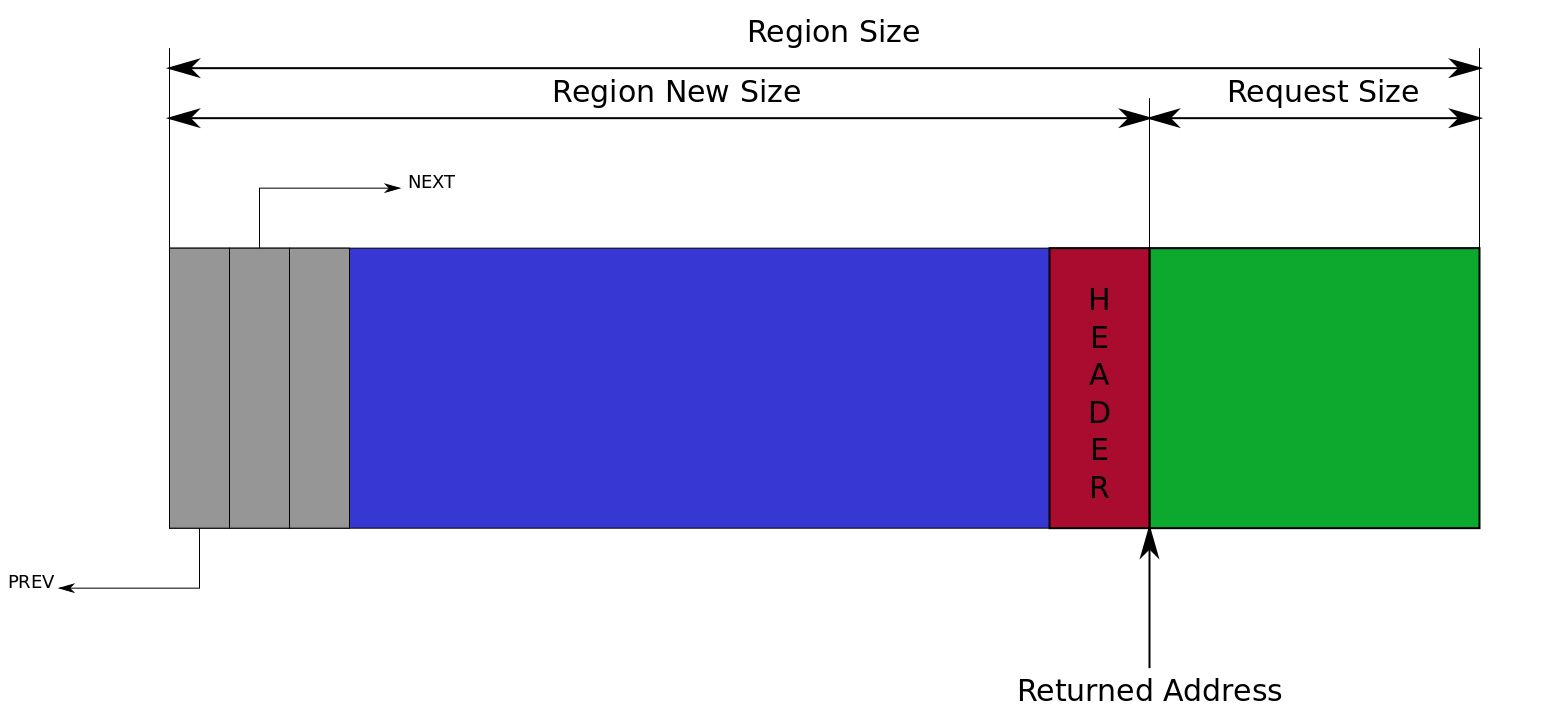 Region Size
Region New Size
Request Size
NEXT
H
E
A
D
E
R
PREV
Returned Address